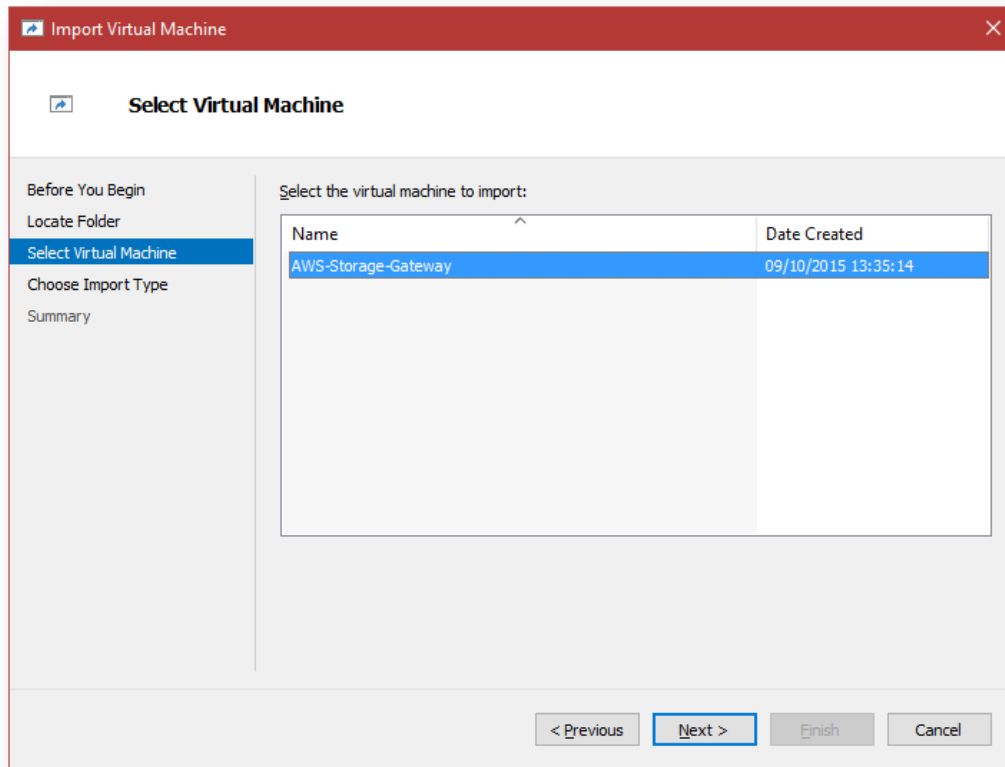 Import Virtual Machine
Select Virtual Machine
Before You Begin
Locate Folder
Select Virtual Machine
Choose Import Type
Summary
Select the virtual machine to import:
Name Date Created
AWS-Storage-Gateway 09/10/2015 13:35:14
< Previous Next > Finish Cancel